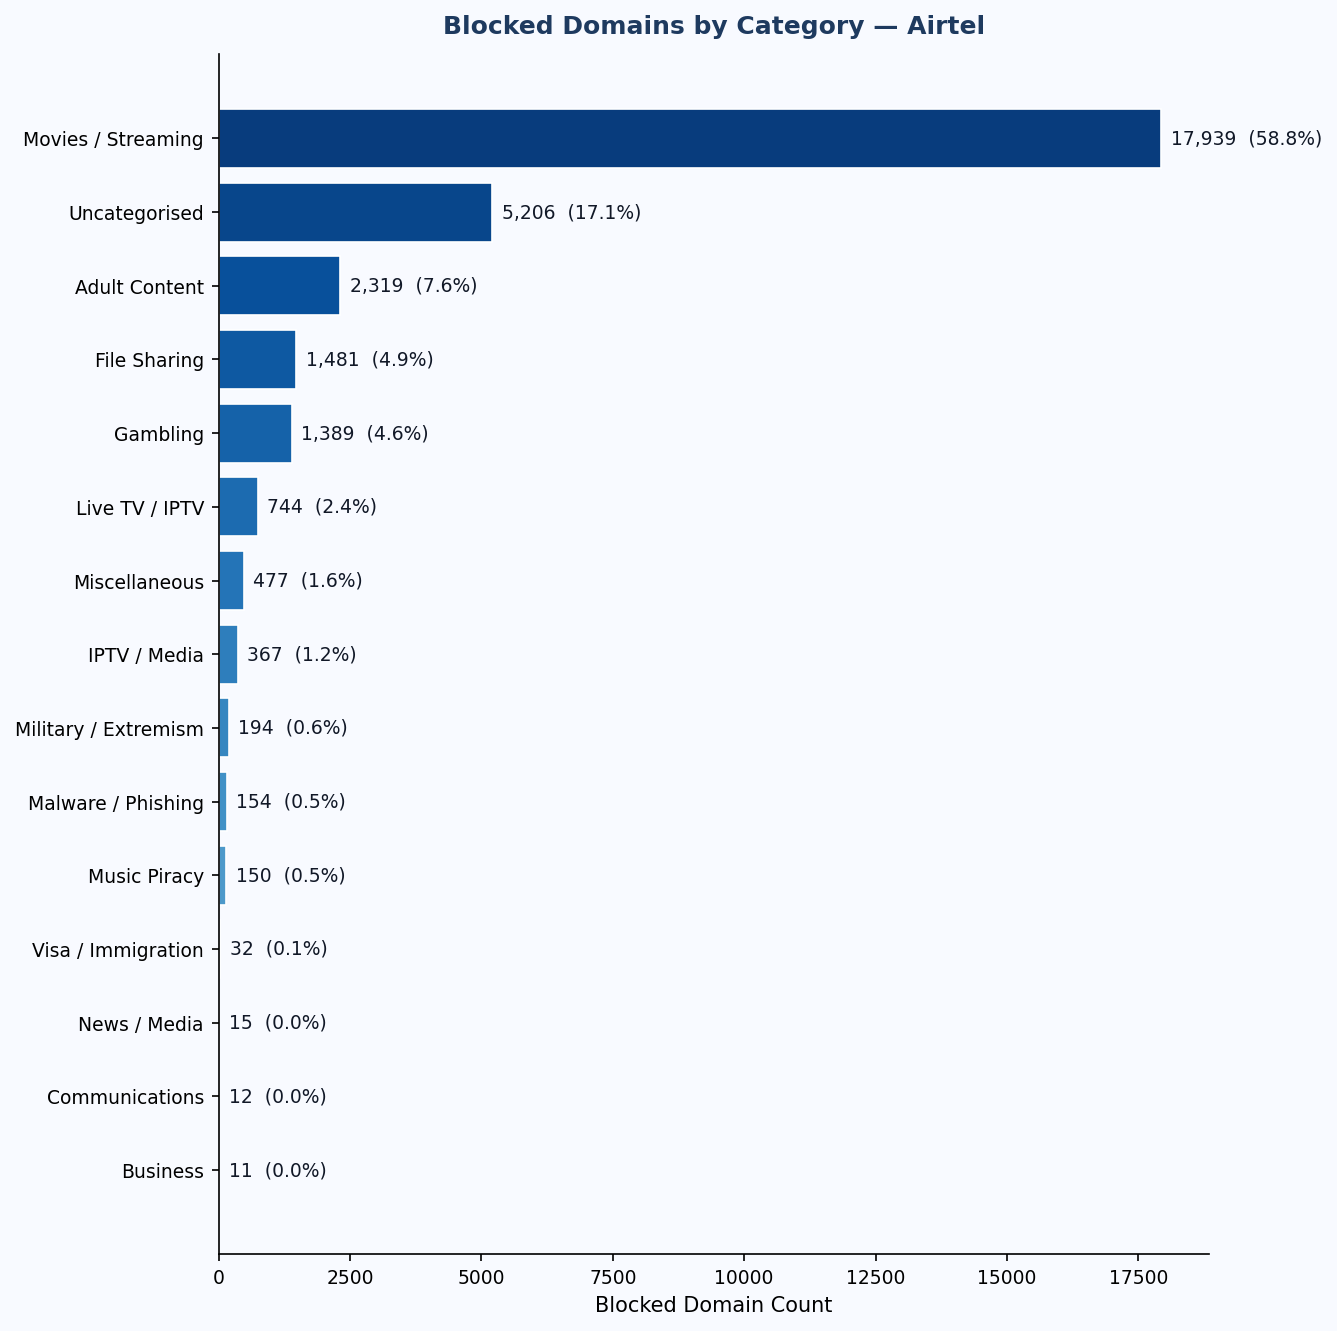 Blocked Domains by Category — Airtel
Movies / Streaming 17,939 (58.8%)
Uncategorised 5,206 (17.1%)
Adult Content 2,319 (7.6%)
File Sharing 1,481 (4.9%)
Gambling 1,389 (4.6%)
Live TV / IPTV 744 (2.4%)
Miscellaneous 477 (1.6%)
IPTV / Media 367 (1.2%)
Military / Extremism 194 (0.6%)
Malware / Phishing 154 (0.5%)
Music Piracy 150 (0.5%)
Visa / Immigration 32 (0.1%)
News / Media 15 (0.0%)
Communications 12 (0.0%)
Business 11 (0.0%)
0 2500 5000 7500 10000 12500 15000 17500
Blocked Domain Count